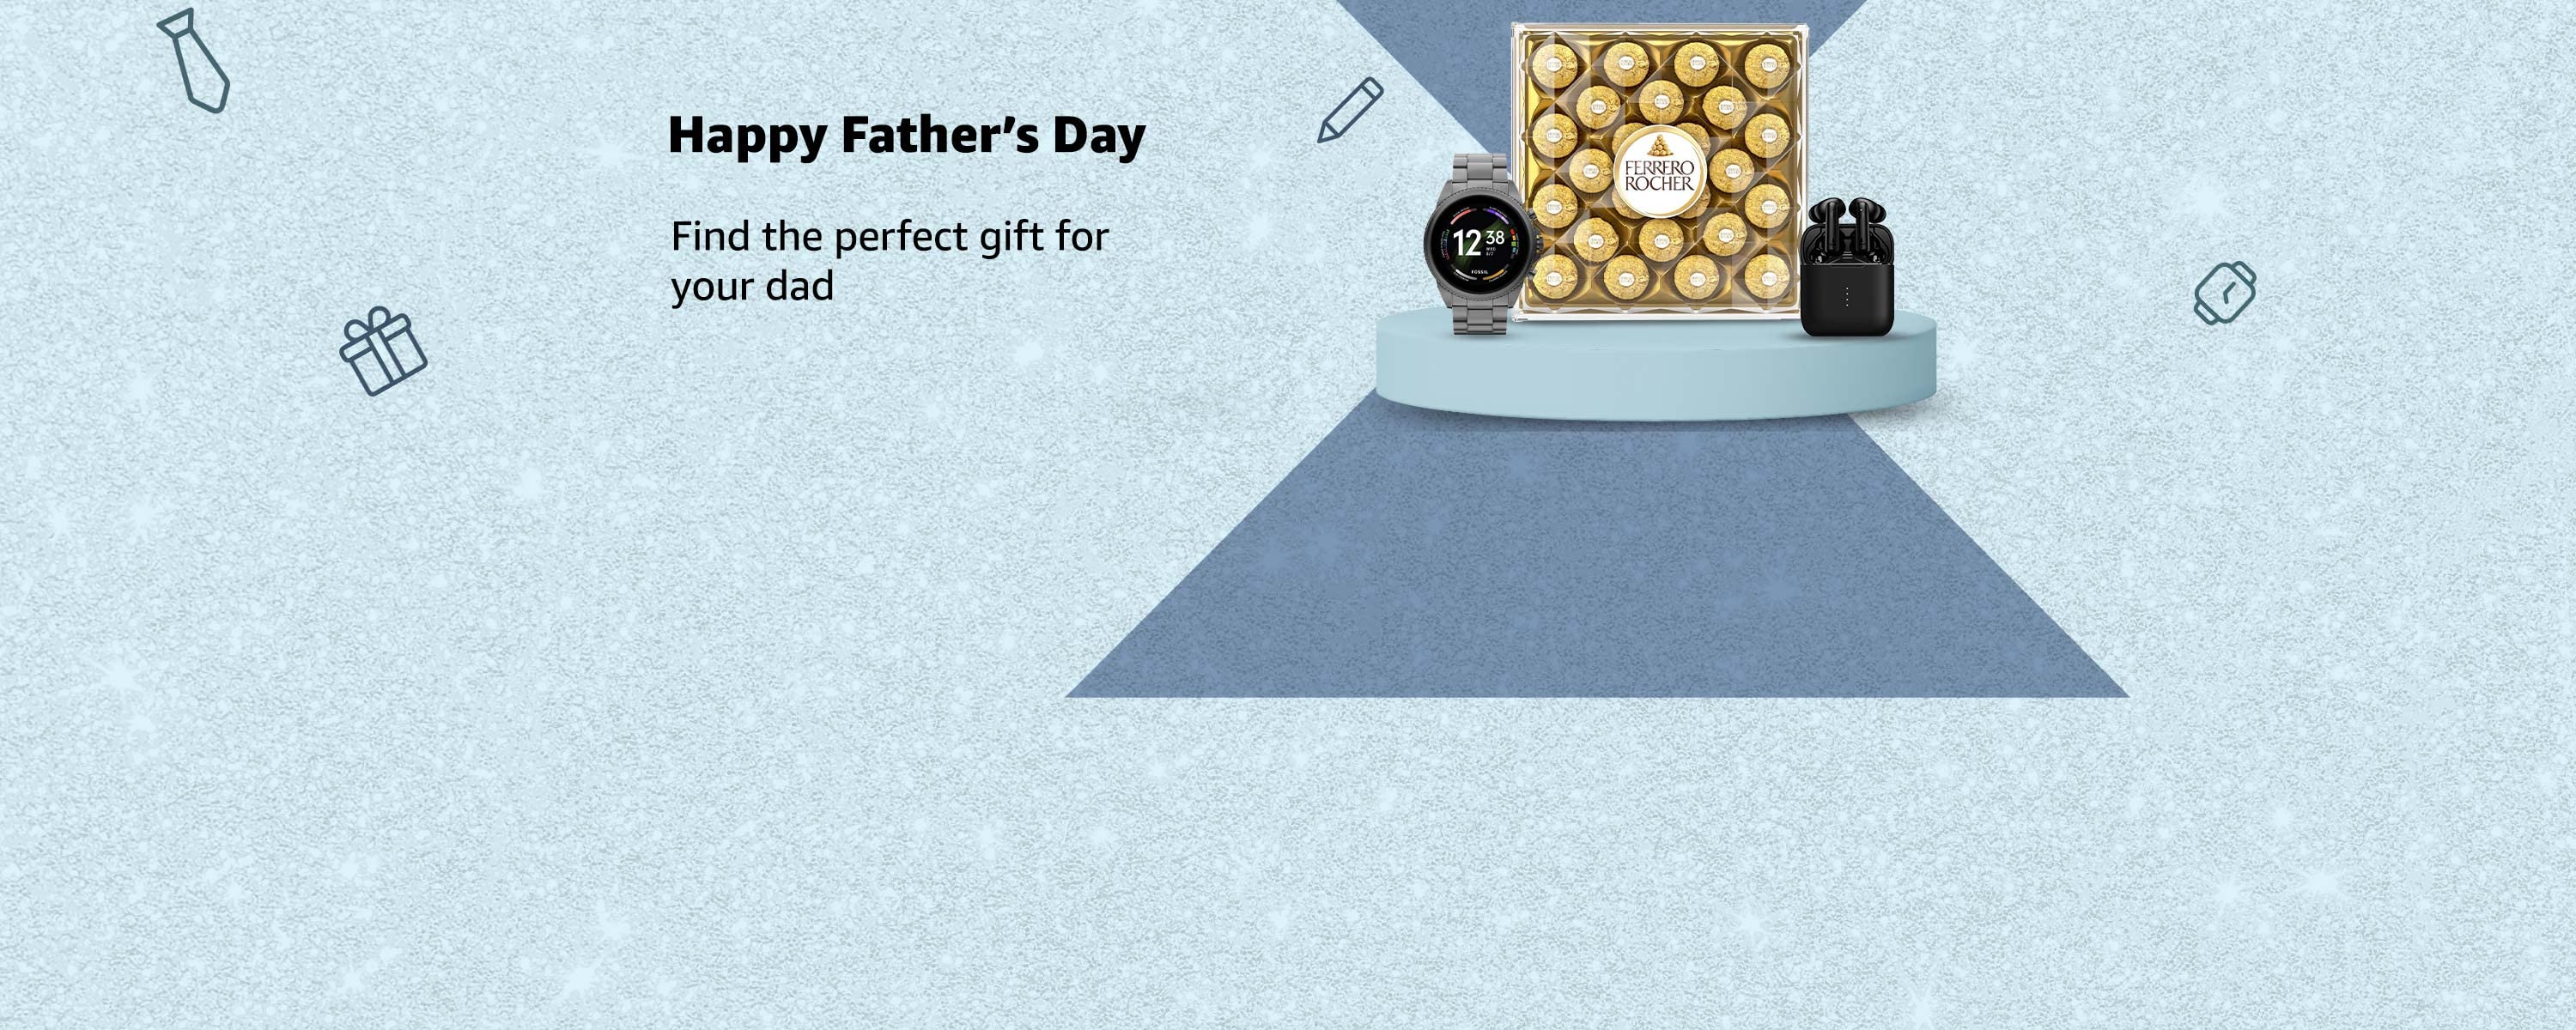 Happy Father’s Day
Find the perfect gift for
your dad
FERRERO
ROCHER
12 38
FOSSIL